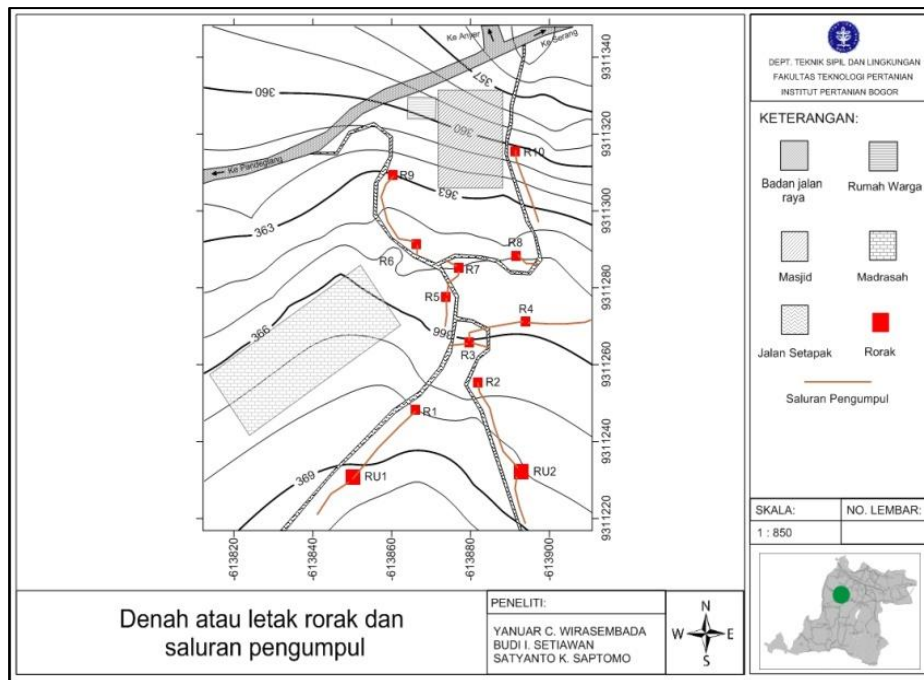 Ke Anjer
Ke Serang
357
360
360
R10
Ke Pandeglang
R9
363
363
R8
R6
R7
R5
R4
366
366
R3
R2
R1
369
RU1
RU2
9311340
9311320
9311300
9311280
9311260
9311240
9311220
-613820
-613840
-613860
-613880
-613900
DEPT. TEKNIK SIPIL DAN LINGKUNGAN
FAKULTAS TEKNOLOGI PERTANIAN
INSTITUT PERTANIAN BOGOR
KETERANGAN:
Badan jalan
raya
Rumah Warga
Masjid
Madrasah
Jalan Setapak
Rorak
Saluran Pengumpul
SKALA:
NO. LEMBAR:
1 : 850
Denah atau letak rorak dan
saluran pengumpul
PENELITI:
YANUAR C. WIRASEMBADA
BUDI I. SETIAWAN
SATYANTO K. SAPTOMO
N
W
E
S